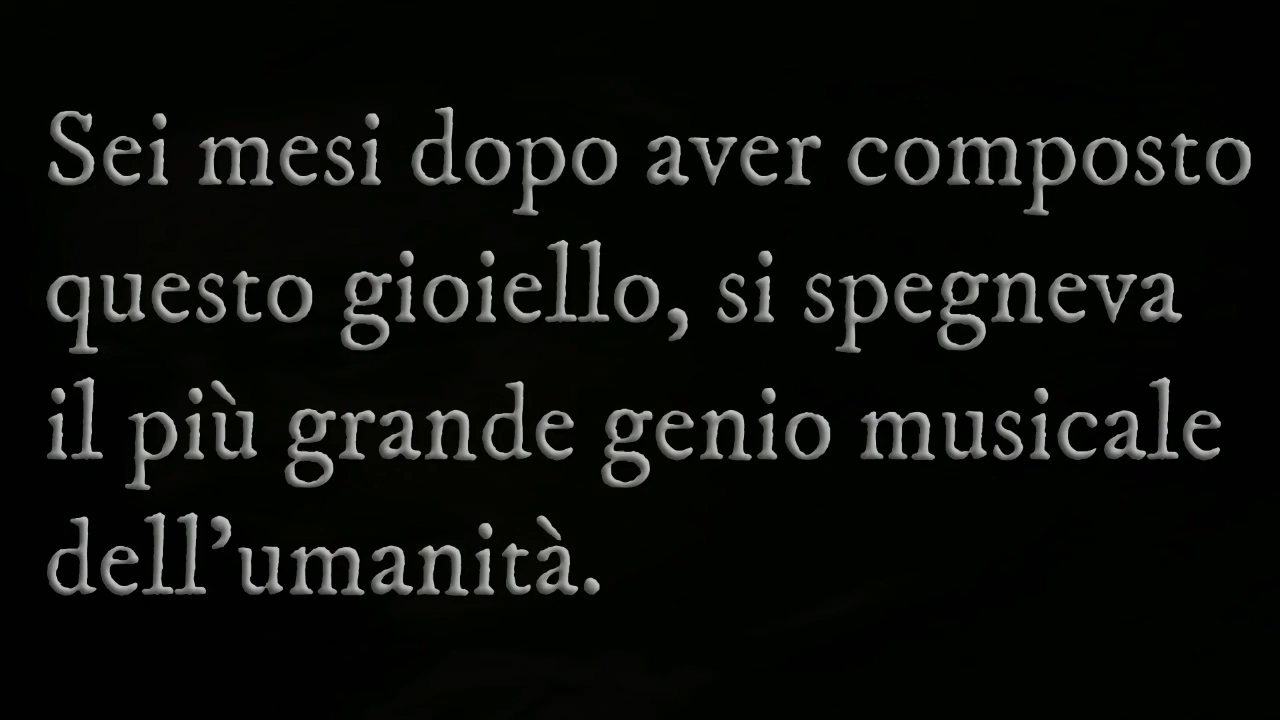 Sei mesi dopo aver composto
questo gioiello, si spegneva
il più grande genio musicale
dell’umanità.